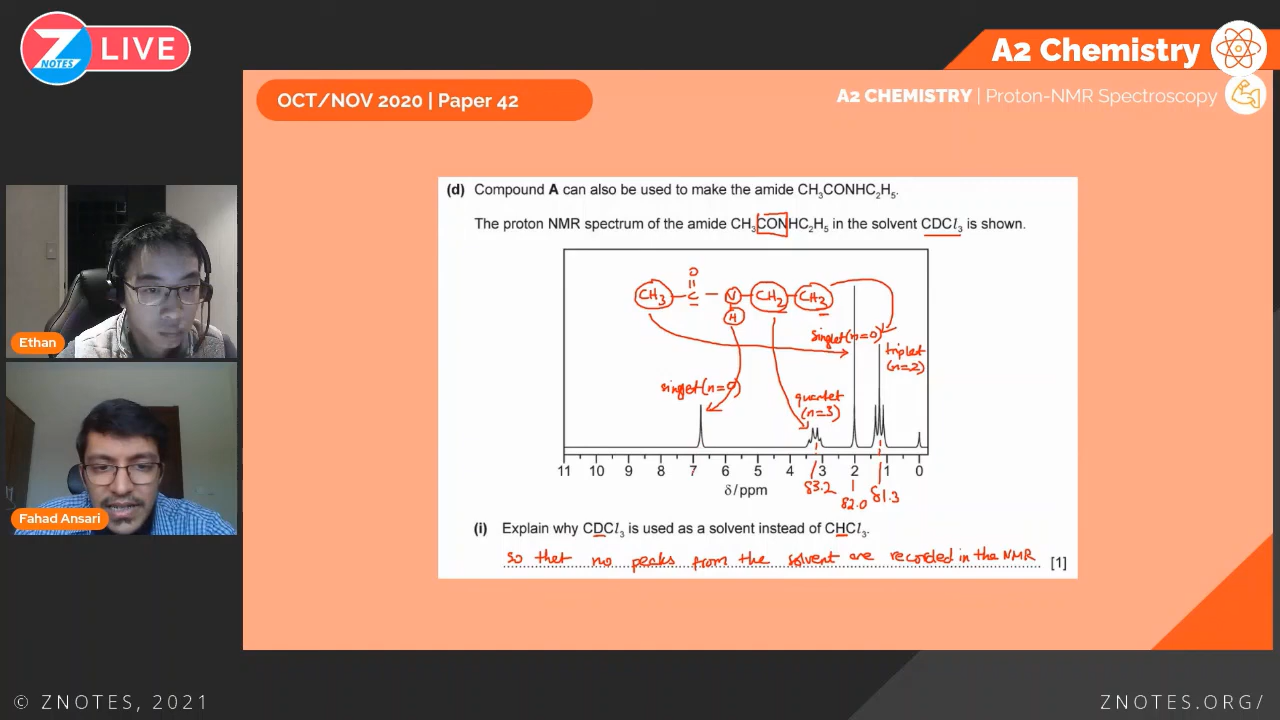 Z
NOTES
LIVE
A2 Chemistry
OCT/NOV 2020 | Paper 42
A2 CHEMISTRY | Proton-NMR Spectroscopy
(d) Compound A can also be used to make the amide CH₃CONHC₂H₅.
The proton NMR spectrum of the amide CH₃CONHC₂H₅ in the solvent CDCl₃ is shown.
O
CH₃ — C — N — CH₂ — CH₃
H
singlet (n=0)
triplet
(n=2)
singlet (n=0)
quartet
(n=3)
11 10 9 8 7 6 5 4 3 2 1 0
δ / ppm
δ3.2
δ2.0
δ1.3
(i) Explain why CDCl₃ is used as a solvent instead of CHCl₃.
so that no peaks from the solvent are recorded in the NMR
[1]
Ethan
Fahad Ansari
© ZNOTES, 2021
ZNOTES.ORG/